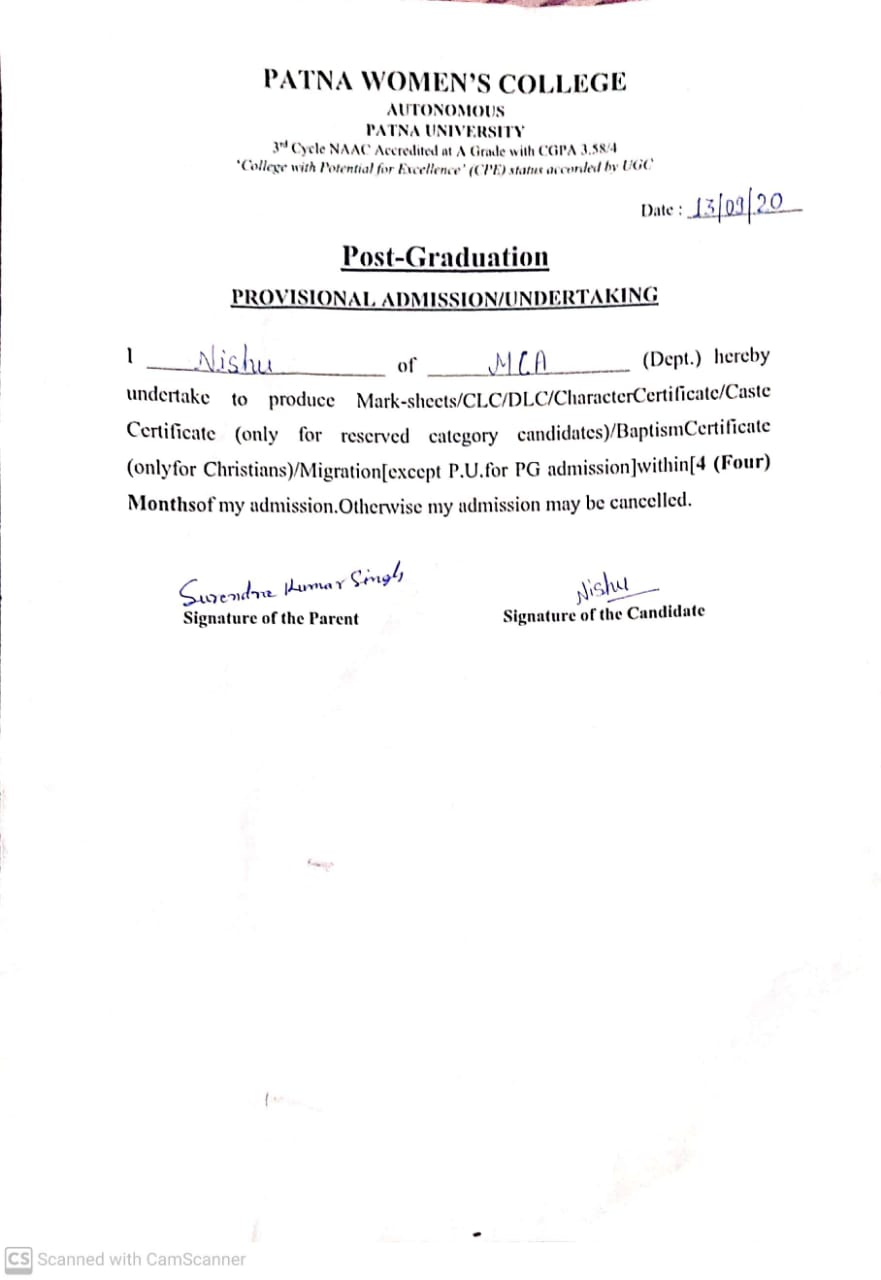 PATNA WOMEN'S COLLEGE
AUTONOMOUS
PATNA UNIVERSITY
3rd Cycle NAAC Accredited at A Grade with CGPA 3.58/4
'College with Potential for Excellence' (CPE) status accorded by UGC
Date : 13/09/20
Post-Graduation
PROVISIONAL ADMISSION/UNDERTAKING
I Nishu of MCA (Dept.) hereby
undertake to produce Mark-sheets/CLC/DLC/CharacterCertificate/Caste
Certificate (only for reserved category candidates)/BaptismCertificate
(onlyfor Christians)/Migration[except P.U.for PG admission]within[4 (Four)
Monthsof my admission.Otherwise my admission may be cancelled.
Surendra Kumar Singh Nishu
Signature of the Parent Signature of the Candidate
CS Scanned with CamScanner